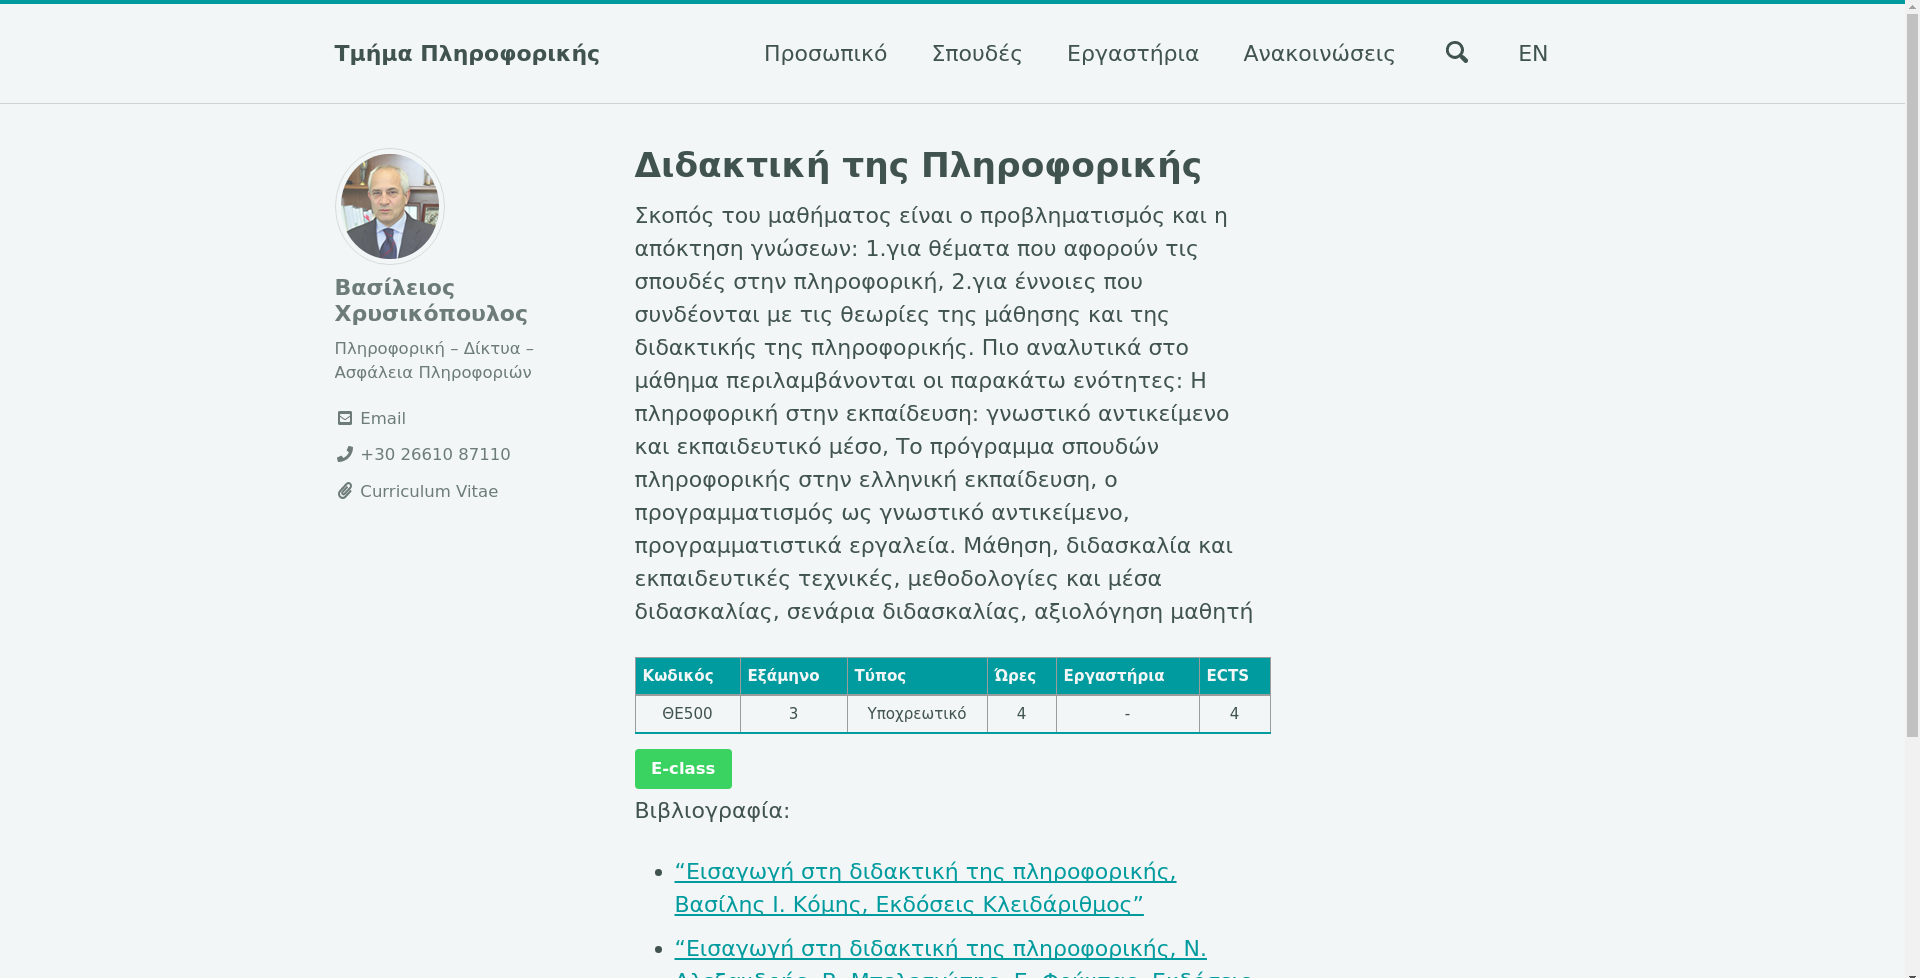 Τμήμα Πληροφορικής
Προσωπικό Σπουδές Εργαστήρια Ανακοινώσεις EN
Βασίλειος
Χρυσικόπουλος
Πληροφορική – Δίκτυα –
Ασφάλεια Πληροφοριών
Email
+30 26610 87110
Curriculum Vitae
Διδακτική της Πληροφορικής
Σκοπός του μαθήματος είναι ο προβληματισμός και η
απόκτηση γνώσεων: 1.για θέματα που αφορούν τις
σπουδές στην πληροφορική, 2.για έννοιες που
συνδέονται με τις θεωρίες της μάθησης και της
διδακτικής της πληροφορικής. Πιο αναλυτικά στο
μάθημα περιλαμβάνονται οι παρακάτω ενότητες: Η
πληροφορική στην εκπαίδευση: γνωστικό αντικείμενο
και εκπαιδευτικό μέσο, Το πρόγραμμα σπουδών
πληροφορικής στην ελληνική εκπαίδευση, ο
προγραμματισμός ως γνωστικό αντικείμενο,
προγραμματιστικά εργαλεία. Μάθηση, διδασκαλία και
εκπαιδευτικές τεχνικές, μεθοδολογίες και μέσα
διδασκαλίας, σενάρια διδασκαλίας, αξιολόγηση μαθητή
Κωδικός Εξάμηνο Τύπος Ώρες Εργαστήρια ECTS
ΘΕ500 3 Υποχρεωτικό 4 - 4
E-class
Βιβλιογραφία:
“Εισαγωγή στη διδακτική της πληροφορικής,
Βασίλης Ι. Κόμης, Εκδόσεις Κλειδάριθμος”
“Εισαγωγή στη διδακτική της πληροφορικής, Ν.